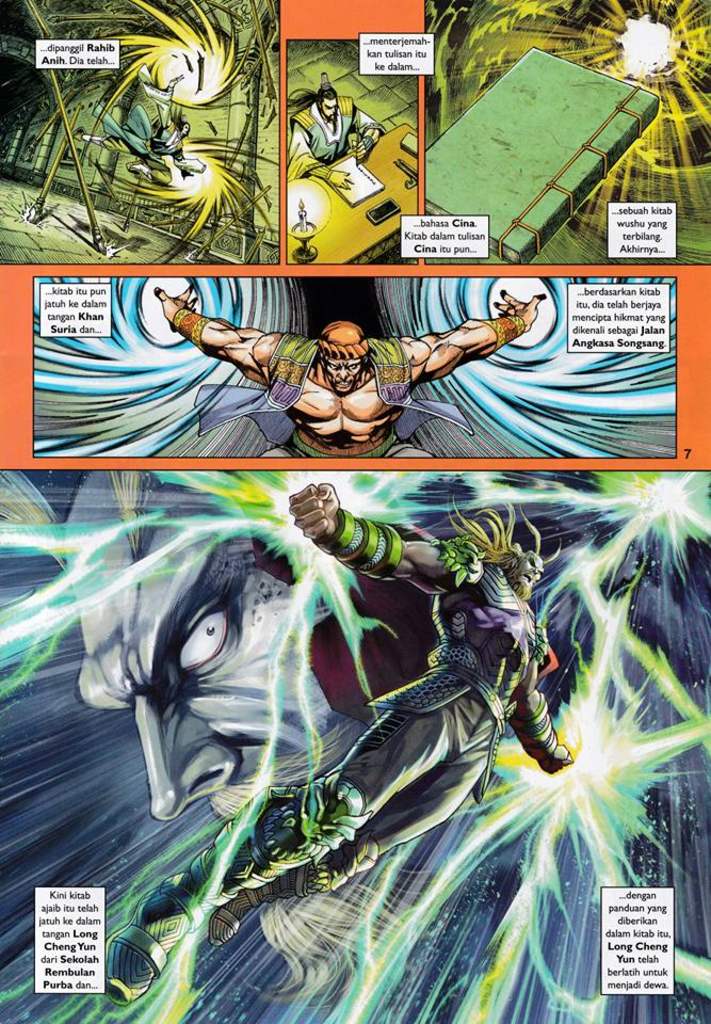 ...dipanggil Rahib
Anih. Dia telah...
...menterjemah-
kan tulisan itu
ke dalam...
...bahasa Cina.
Kitab dalam tulisan
Cina itu pun...
...sebuah kitab
wushu yang
terbilang.
Akhirnya...
...kitab itu pun
jatuh ke dalam
tangan Khan
Suria dan...
...berdasarkan kitab
itu, dia telah berjaya
mencipta hikmat yang
dikenali sebagai Jalan
Angkasa Songsang.
7
Kini kitab
ajaib itu telah
jatuh ke dalam
tangan Long
Cheng Yun
dari Sekolah
Rembulan
Purba dan...
...dengan
panduan yang
diberikan
dalam kitab itu,
Long Cheng
Yun telah
berlatih untuk
menjadi dewa.